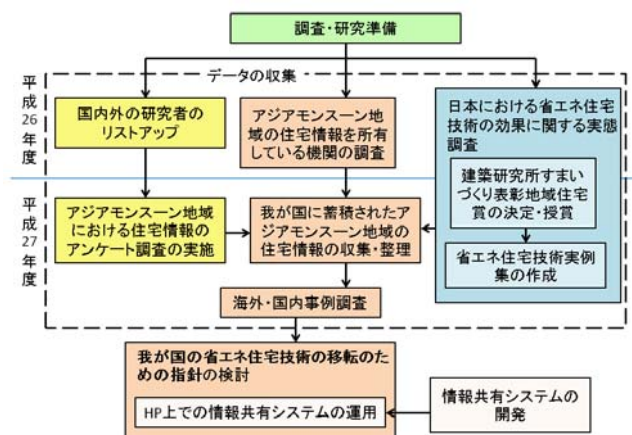 調査・研究準備
データの収集
平成26年度
国内外の研究者の
リストアップ
アジアモンスーン地
域の住宅情報を所有
している機関の調査
日本における省エネ住宅
技術の効果に関する実態
調査
建築研究所すまい
づくり表彰地域住宅
賞の決定・授賞
平成27年度
アジアモンスーン地域
における住宅情報の
アンケート調査の実施
我が国に蓄積されたア
ジアモンスーン地域の
住宅情報の収集・整理
省エネ住宅技術実例
集の作成
海外・国内事例調査
我が国の省エネ住宅技術の移転のた
めの指針の検討
HP上での情報共有システムの運用
情報共有システムの
開発